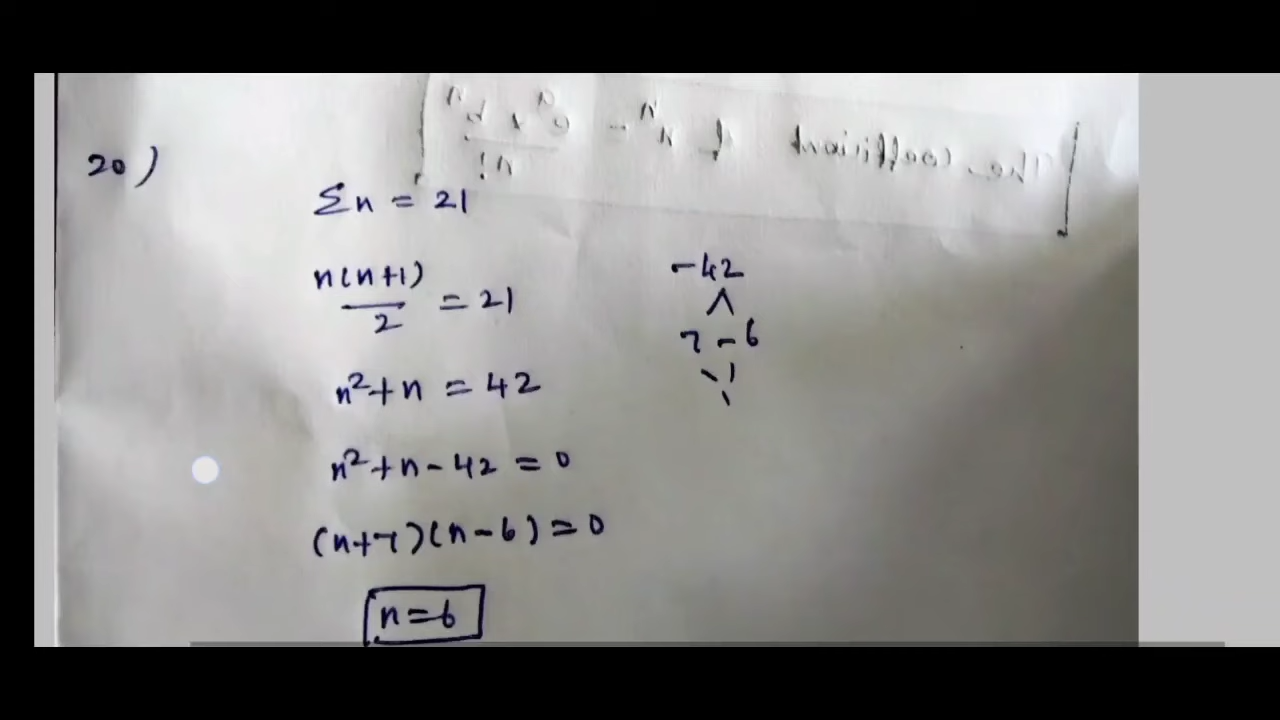 20)
Σn = 21
n(n+1)/2 = 21
-42
∧
7 -6
n²+n = 42
n²+n-42 = 0
(n+7)(n-6) = 0
n=6